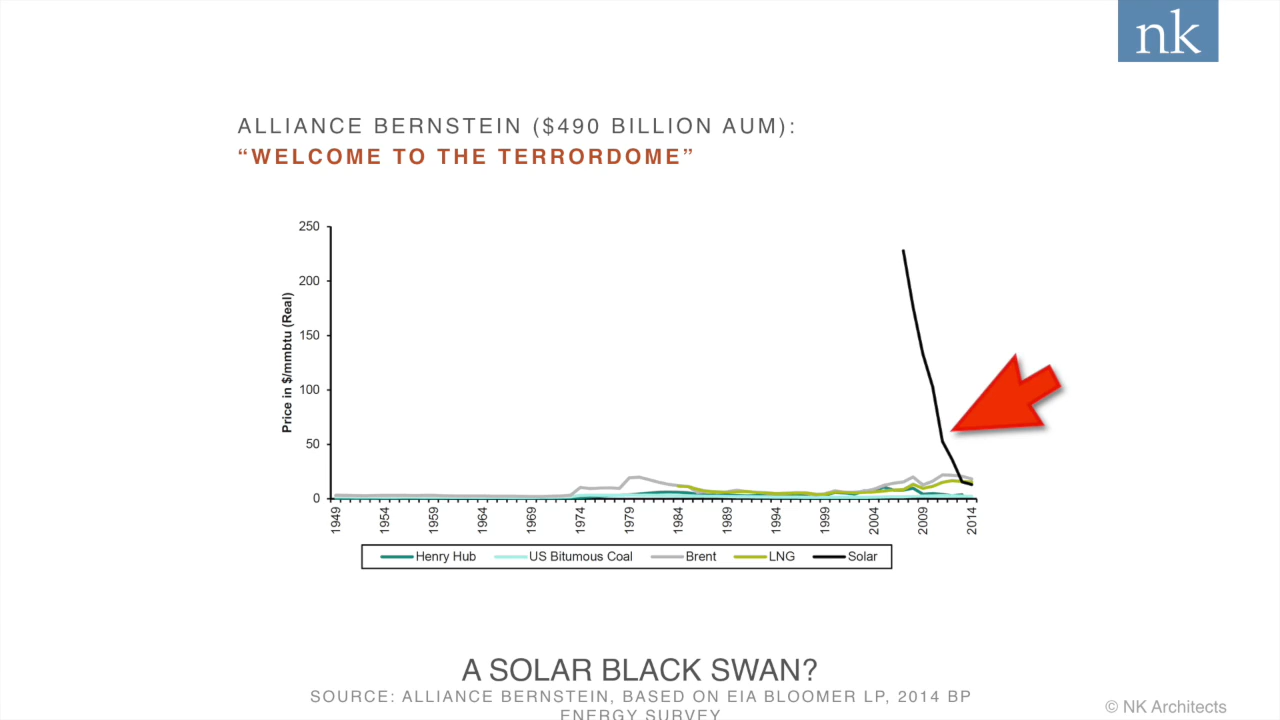 nk
ALLIANCE BERNSTEIN ($490 BILLION AUM):
“WELCOME TO THE TERRORDOME”
Price in $/mmbtu (Real)
250
200
150
100
50
0
1949 1954 1959 1964 1969 1974 1979 1984 1989 1994 1999 2004 2009 2014
Henry Hub US Bitumous Coal Brent LNG Solar
A SOLAR BLACK SWAN?
SOURCE: ALLIANCE BERNSTEIN, BASED ON EIA BLOOMER LP, 2014 BP
ENERGY SURVEY
© NK Architects